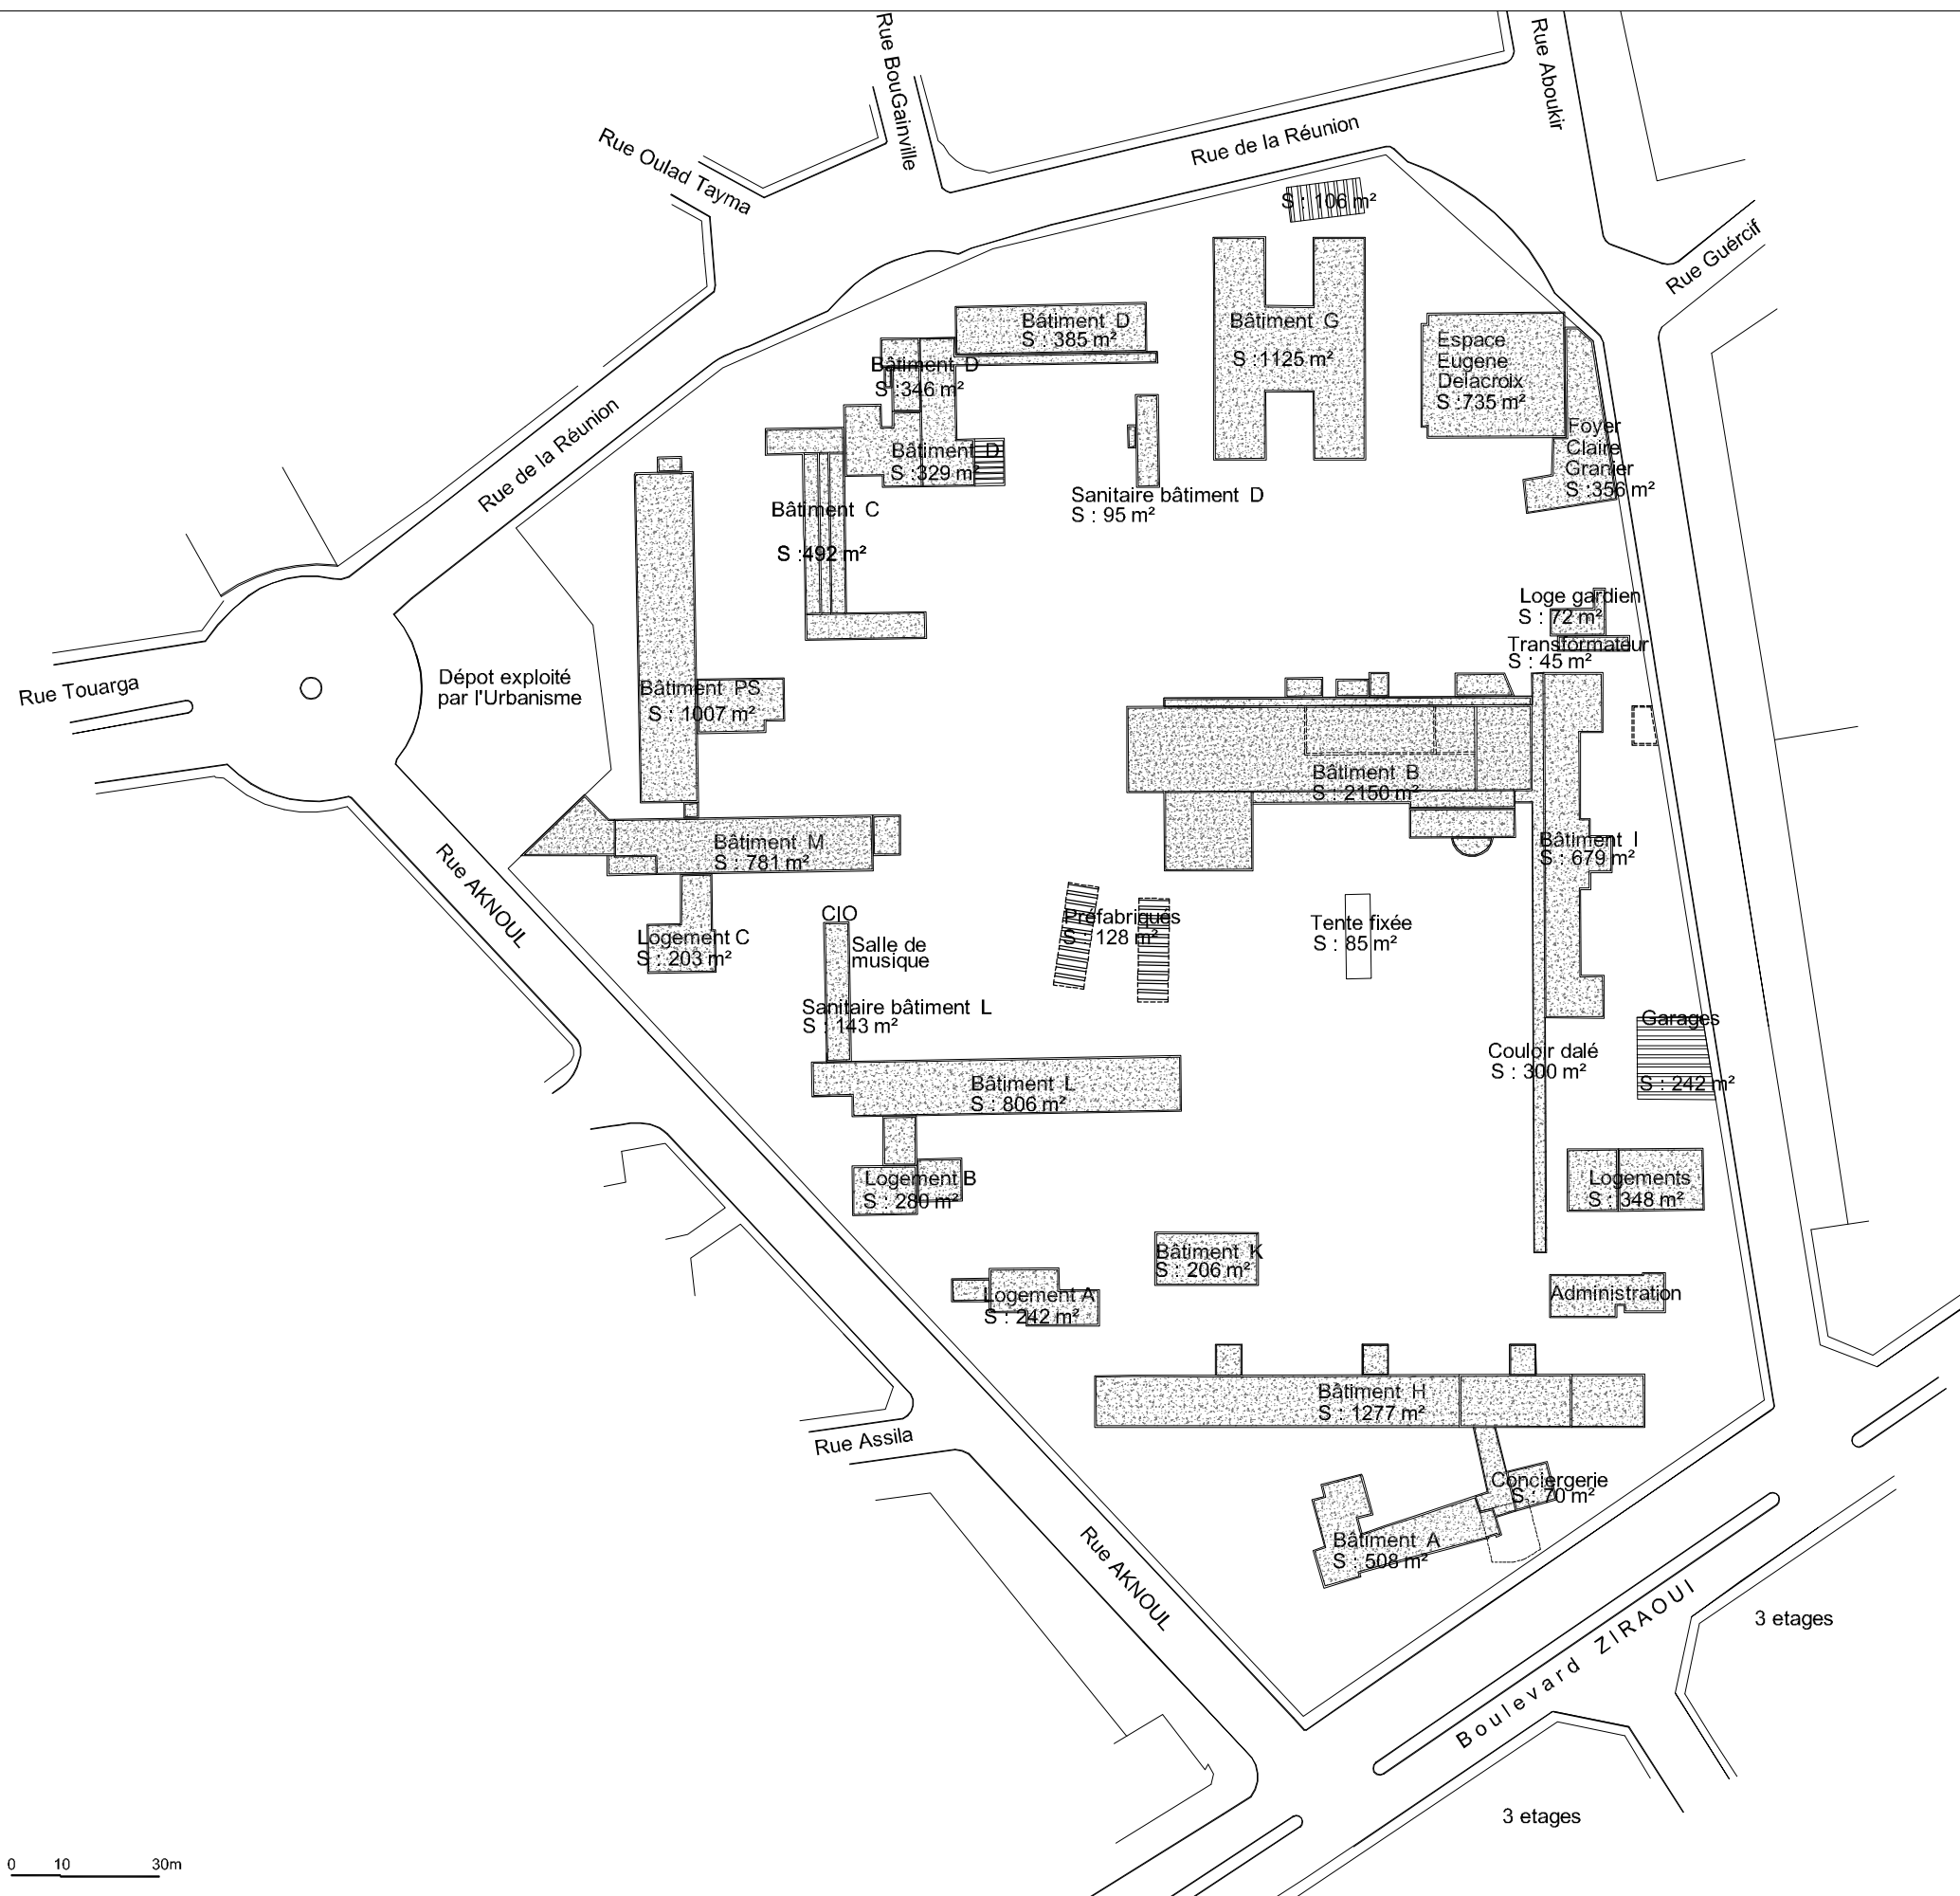 Rue BouGainville
Rue Aboukir
Rue Oulad Tayma
Rue de la Réunion
S : 106 m²
Rue Guércif
Bâtiment D
S : 385 m²
Bâtiment G
S :1125 m²
Espace
Eugene
Delacroix
S :735 m²
Bâtiment D
S :346 m²
Rue de la Réunion
Bâtiment D
S :329 m²
Foyer
Claire
Granier
S :356 m²
Sanitaire bâtiment D
S : 95 m²
Bâtiment C
S :492 m²
Loge gardien
S : 72 m²
Transformateur
S : 45 m²
Rue Touarga
Dépot exploité
par l'Urbanisme
Bâtiment PS
S : 1007 m²
Bâtiment B
S : 2150 m²
Bâtiment M
S : 781 m²
Bâtiment I
S : 679 m²
Rue AKNOUL
CIO
Logement C
S : 203 m²
Salle de
musique
Préfabriqués
S : 128 m²
Tente fixée
S : 85 m²
Sanitaire bâtiment L
S : 143 m²
Garages
S : 242 m²
Couloir dalé
S : 300 m²
Bâtiment L
S : 806 m²
Logement B
S : 280 m²
Logements
S : 348 m²
Bâtiment K
S : 206 m²
Logement A
S : 242 m²
Administration
Bâtiment H
S : 1277 m²
Rue Assila
Conciergerie
S : 70 m²
Bâtiment A
S : 508 m²
Rue AKNOUL
Boulevard ZIRAOUI
3 etages
3 etages
0 10 30m